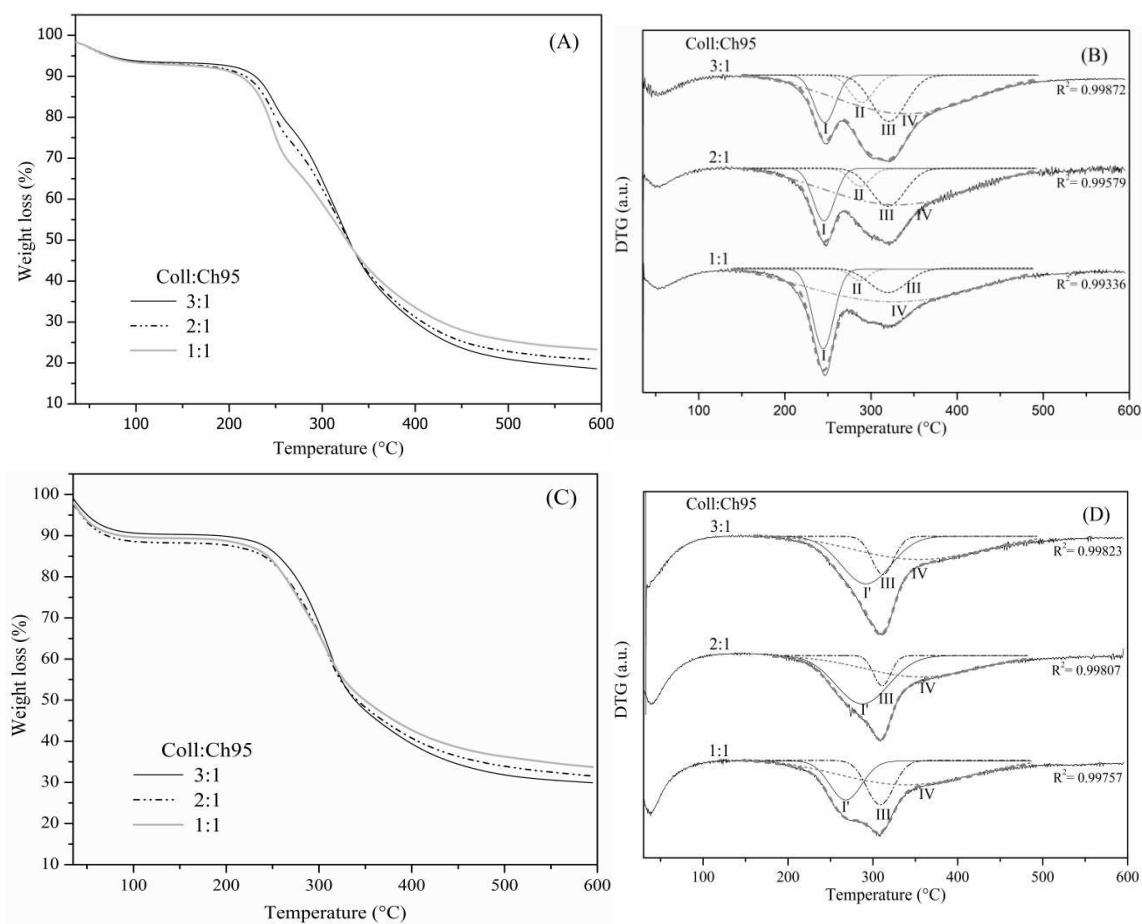 (A)
100
90
80
70
60
50
40
30
20
10
Weight loss (%)
Coll:Ch95
3:1
2:1
1:1
100 200 300 400 500 600
Temperature (°C)
(B)
Coll:Ch95
3:1
R²= 0.99872
I II III IV
2:1
R²= 0.99579
I II III IV
1:1
R²= 0.99336
I II III IV
DTG (a.u.)
100 200 300 400 500 600
Temperature (°C)
(C)
100
90
80
70
60
50
40
30
20
10
Weight loss (%)
Coll:Ch95
3:1
2:1
1:1
100 200 300 400 500 600
Temperature (°C)
(D)
Coll:Ch95
3:1
R²= 0.99823
I' III IV
2:1
R²= 0.99807
I' III IV
1:1
R²= 0.99757
I' III IV
DTG (a.u.)
100 200 300 400 500 600
Temperature (°C)